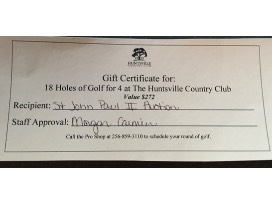 HUNTSVILLE
Gift Certificate for:
18 Holes of Golf for 4 at The Huntsville Country Club
Value $272
Recipient: St John Paul II Auction
Staff Approval: Morgan
Call the Pro Shop at 256-859-3110 to schedule your round of golf.